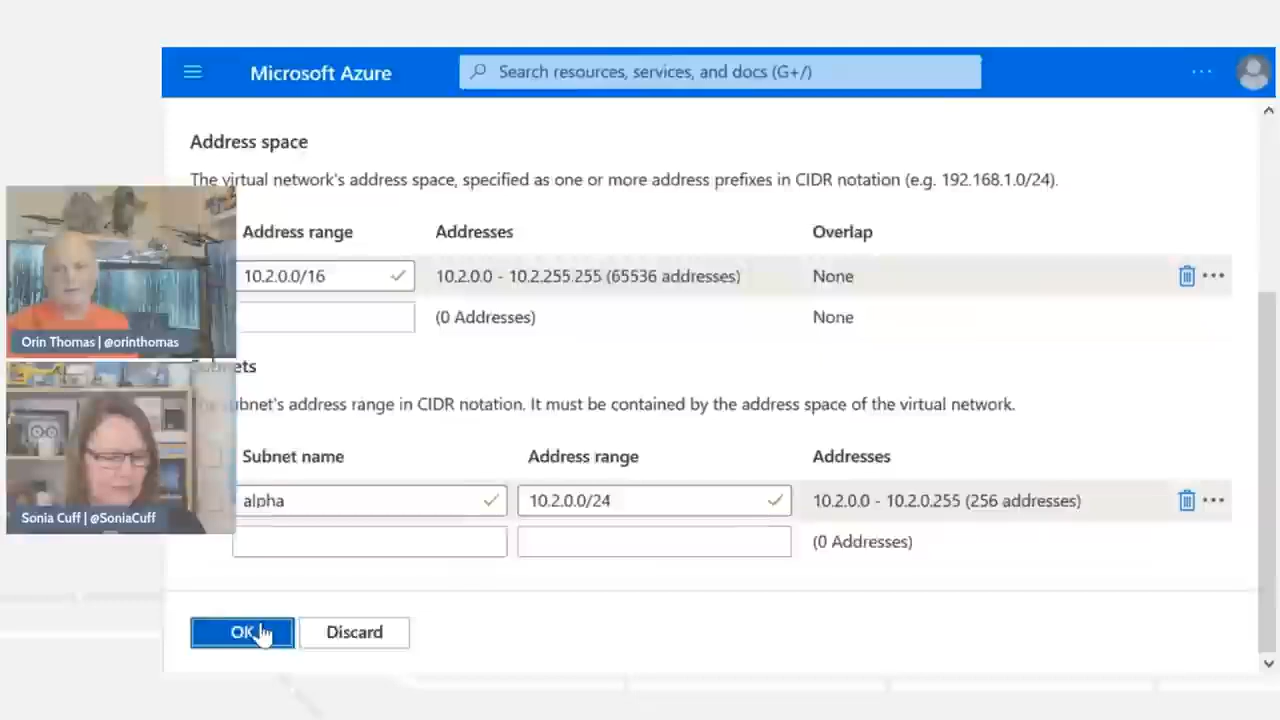 Microsoft Azure
Search resources, services, and docs (G+/)
Address space
The virtual network's address space, specified as one or more address prefixes in CIDR notation (e.g. 192.168.1.0/24).
Address range Addresses Overlap
10.2.0.0/16 10.2.0.0 - 10.2.255.255 (65536 addresses) None
(0 Addresses) None
Orin Thomas | @orinthomas
Subnets
subnet's address range in CIDR notation. It must be contained by the address space of the virtual network.
Subnet name Address range Addresses
alpha 10.2.0.0/24 10.2.0.0 - 10.2.0.255 (256 addresses)
Sonia Cuff | @SoniaCuff
(0 Addresses)
OK Discard